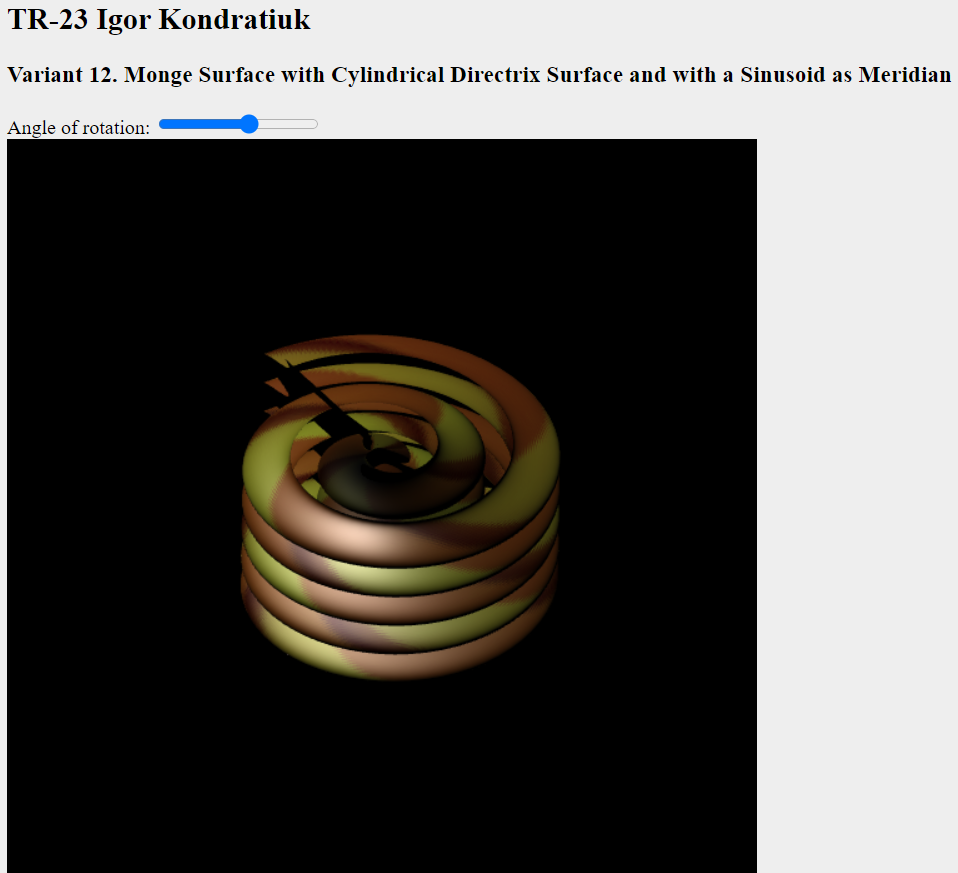 TR-23 Igor Kondratiuk
Variant 12. Monge Surface with Cylindrical Directrix Surface and with a Sinusoid as Meridian
Angle of rotation: